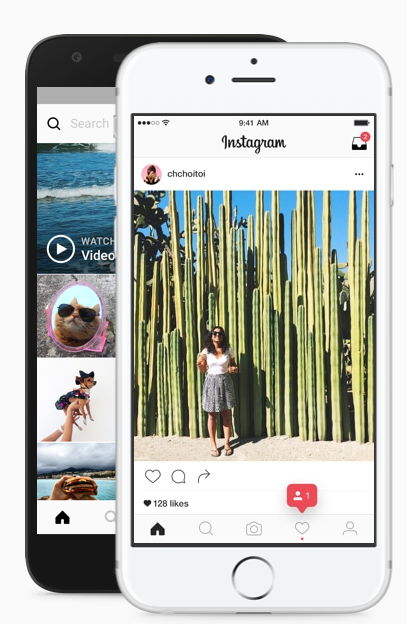 Search
WATCH
Video
9:41 AM
Instagram
2
chchoitoi
128 likes
1